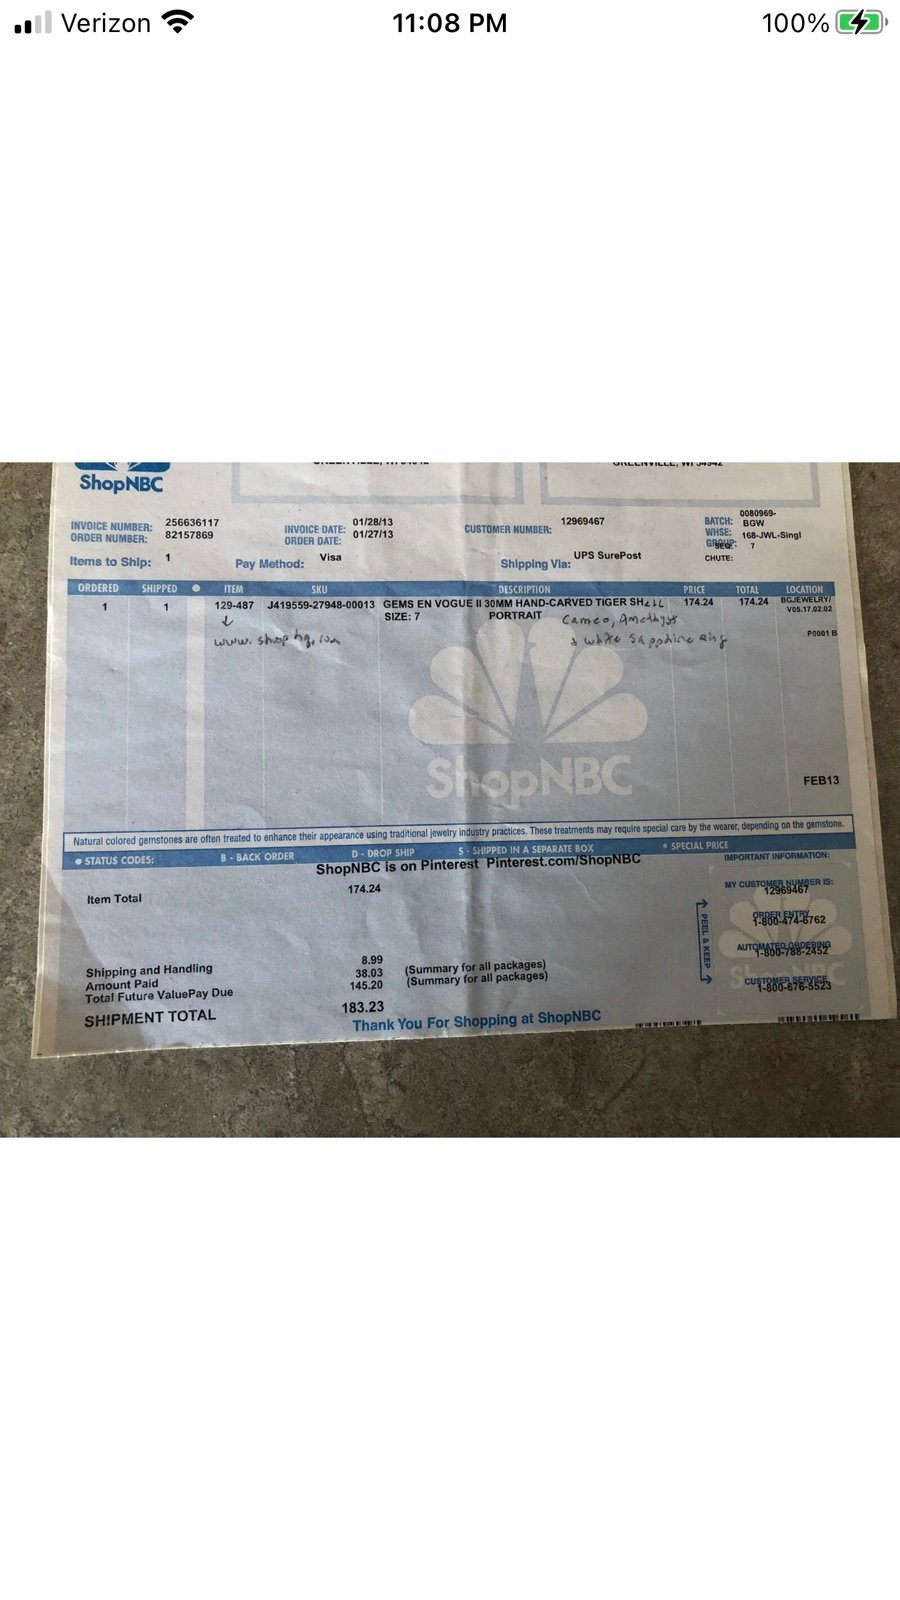 Verizon 11:08 PM 100%
ShopNBC
INVOICE NUMBER: 256636117
ORDER NUMBER: 82157869
INVOICE DATE: 01/28/13
ORDER DATE: 01/27/13
CUSTOMER NUMBER: 12969467
BATCH: 0080969-
WHSE: BGW
GROUP: 168-JWL-Singl
SEQ: 7
CHUTE:
Items to Ship: 1
Pay Method: Visa
Shipping Via: UPS SurePost
ORDERED SHIPPED ITEM SKU DESCRIPTION PRICE TOTAL LOCATION
1 1 129-487 J419559-27948-00013 GEMS EN VOGUE II 30MM HAND-CARVED TIGER SHELL 174.24 174.24 BGJEWELRY/
SIZE: 7 PORTRAIT Cameo, Amethyst V05.17.02.02
www.shophq.com & white sapphire ring P0001 B
ShopNBC
FEB13
Natural colored gemstones are often treated to enhance their appearance using traditional jewelry industry practices. These treatments may require special care by the wearer, depending on the gemstone.
STATUS CODES: B - BACK ORDER D - DROP SHIP S - SHIPPED IN A SEPARATE BOX * SPECIAL PRICE
ShopNBC is on Pinterest Pinterest.com/ShopNBC
IMPORTANT INFORMATION:
Item Total 174.24
MY CUSTOMER NUMBER IS:
12969467
ORDER ENTRY
1-800-474-6762
AUTOMATED ORDERING
1-800-788-2452
CUSTOMER SERVICE
1-800-676-5523
PEEL & KEEP
Shipping and Handling 8.99
Amount Paid 38.03 (Summary for all packages)
Total Future ValuePay Due 145.20 (Summary for all packages)
SHIPMENT TOTAL 183.23
Thank You For Shopping at ShopNBC